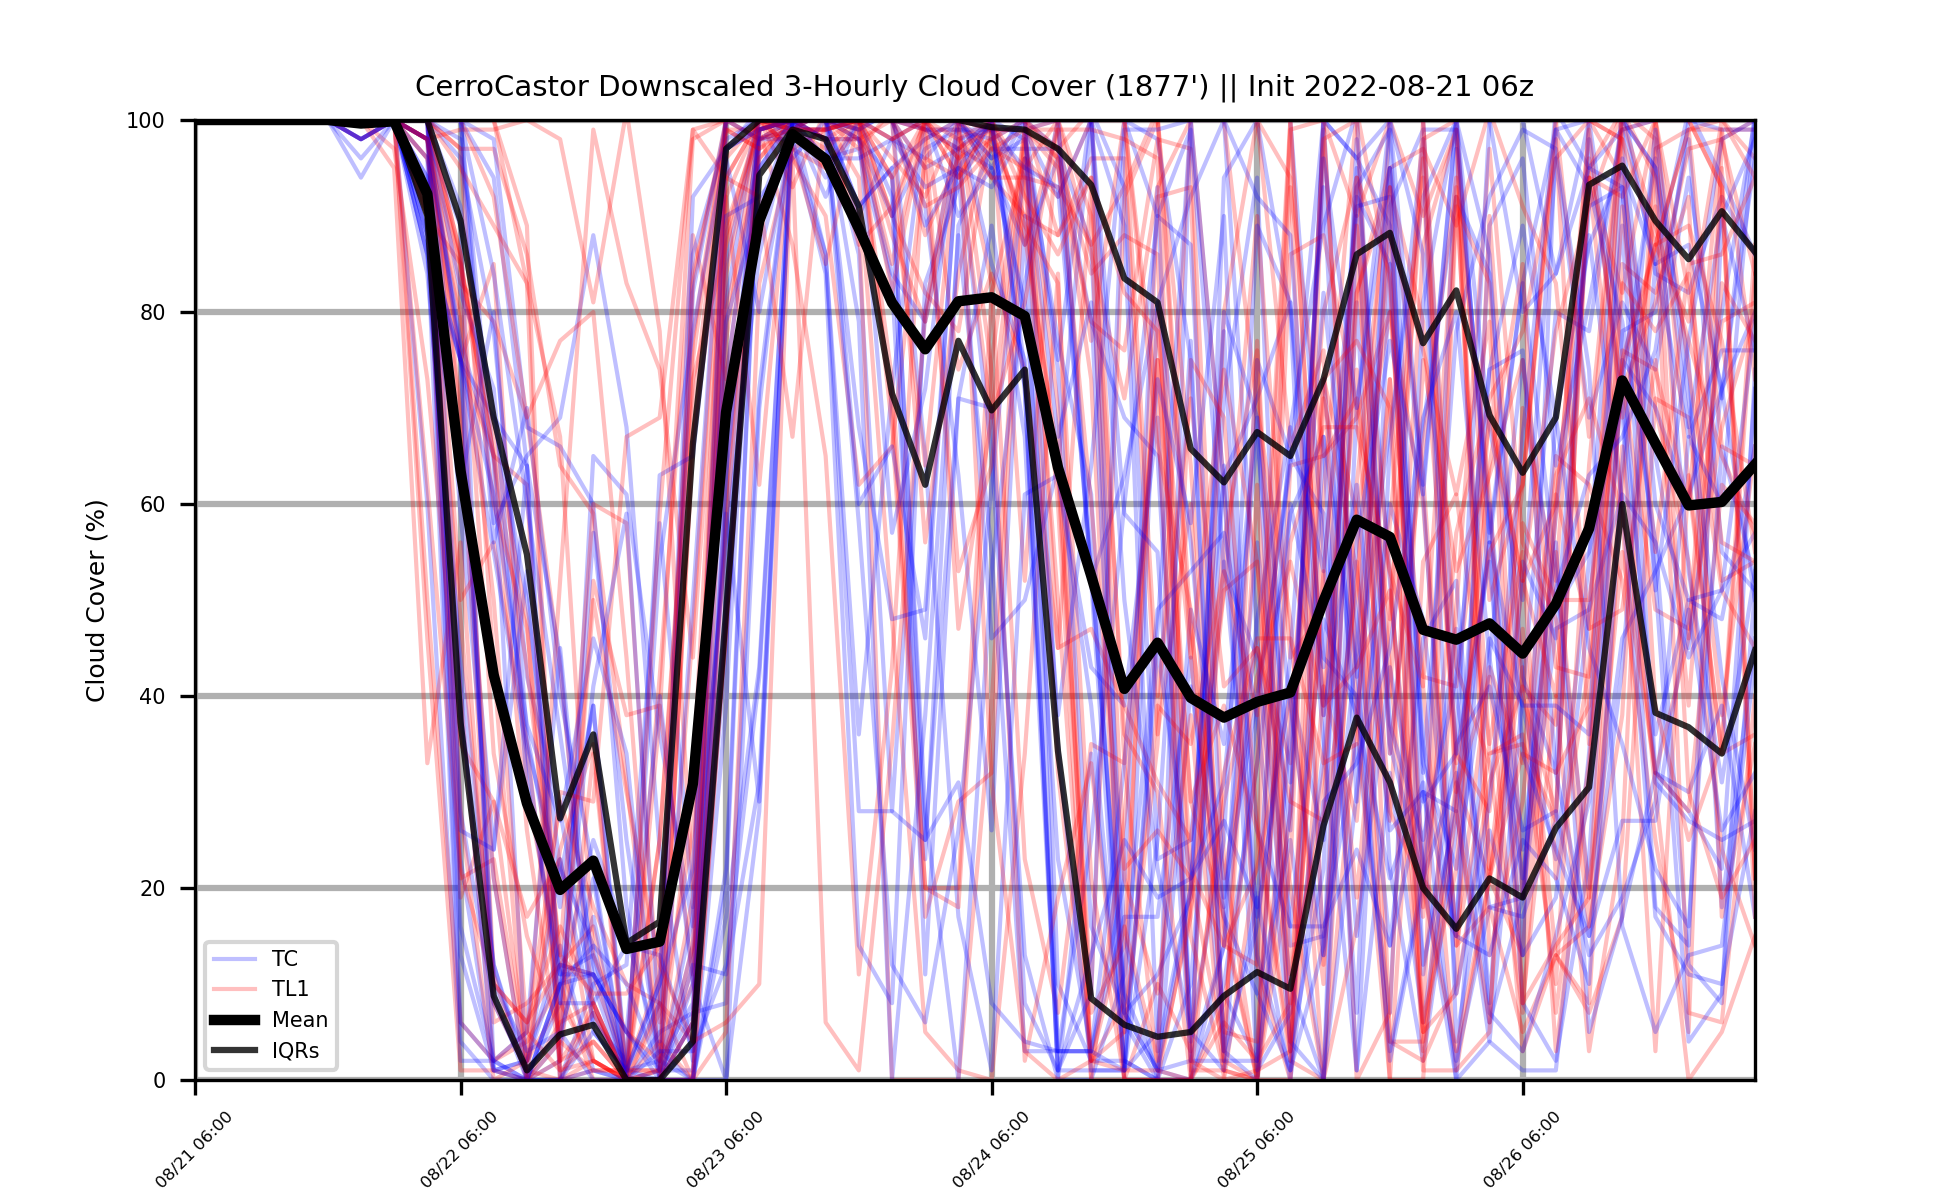 CerroCastor Downscaled 3-Hourly Cloud Cover (1877') || Init 2022-08-21 06z
Cloud Cover (%)
100
80
60
40
20
0
TC
TL1
Mean
IQRs
08/21 06:00
08/22 06:00
08/23 06:00
08/24 06:00
08/25 06:00
08/26 06:00